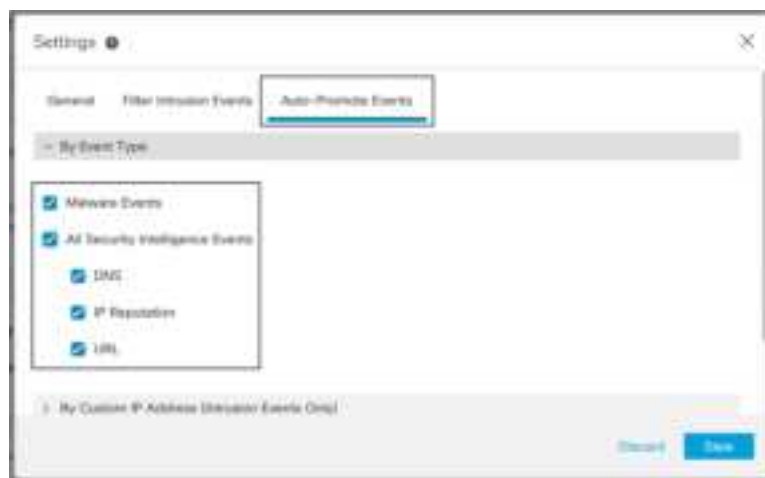 Settings
General Filter Intrusion Events Auto-Promote Events
By Event Type
Malware Events
All Security Intelligence Events
DNS
IP Reputation
URL
By Custom IP Address (Intrusion Events Only)
Discard Save